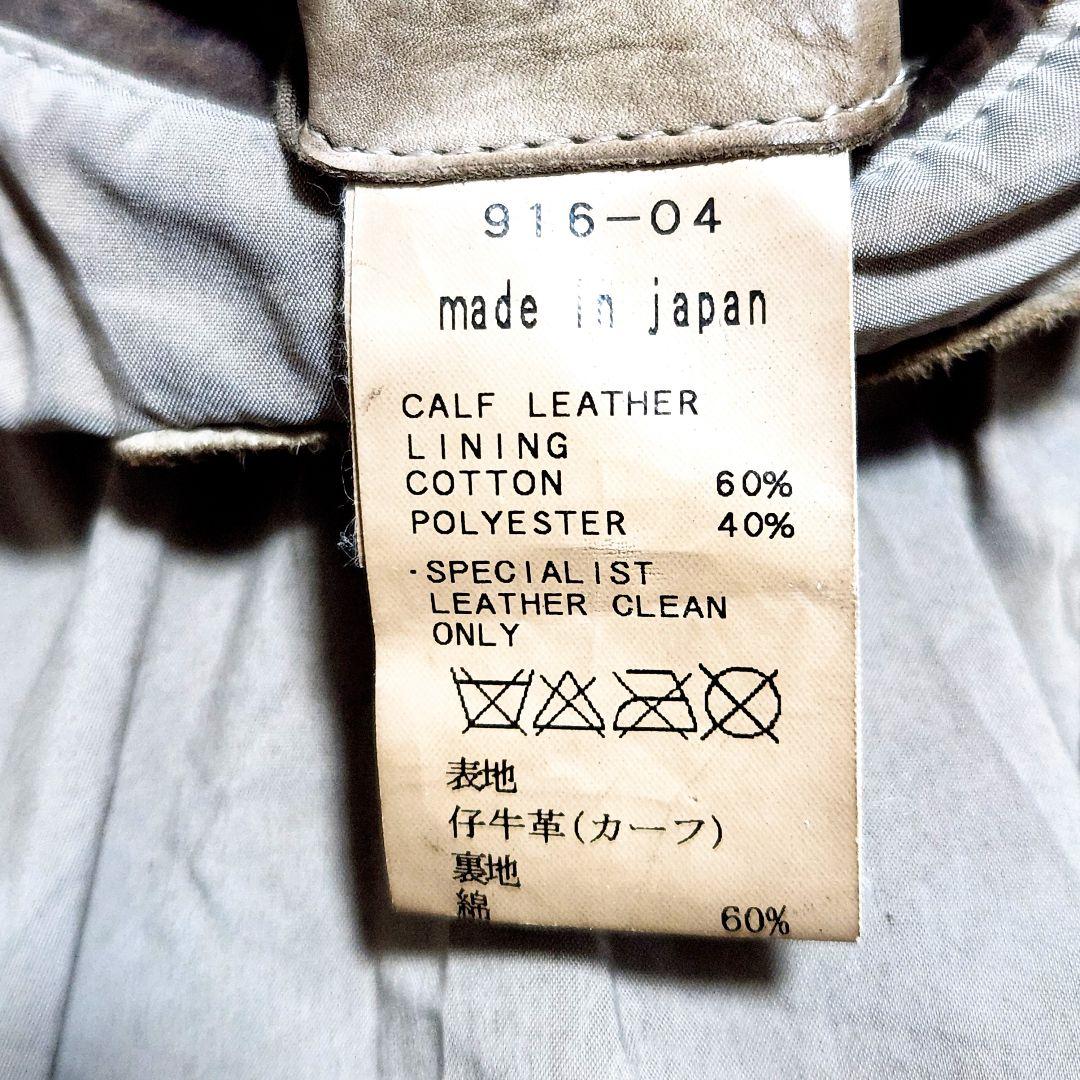 916-04
made in japan
CALF LEATHER
LINING
COTTON 60%
POLYESTER 40%
·SPECIALIST
LEATHER CLEAN
ONLY
表地
仔牛革(カーフ)
裏地
綿 60%